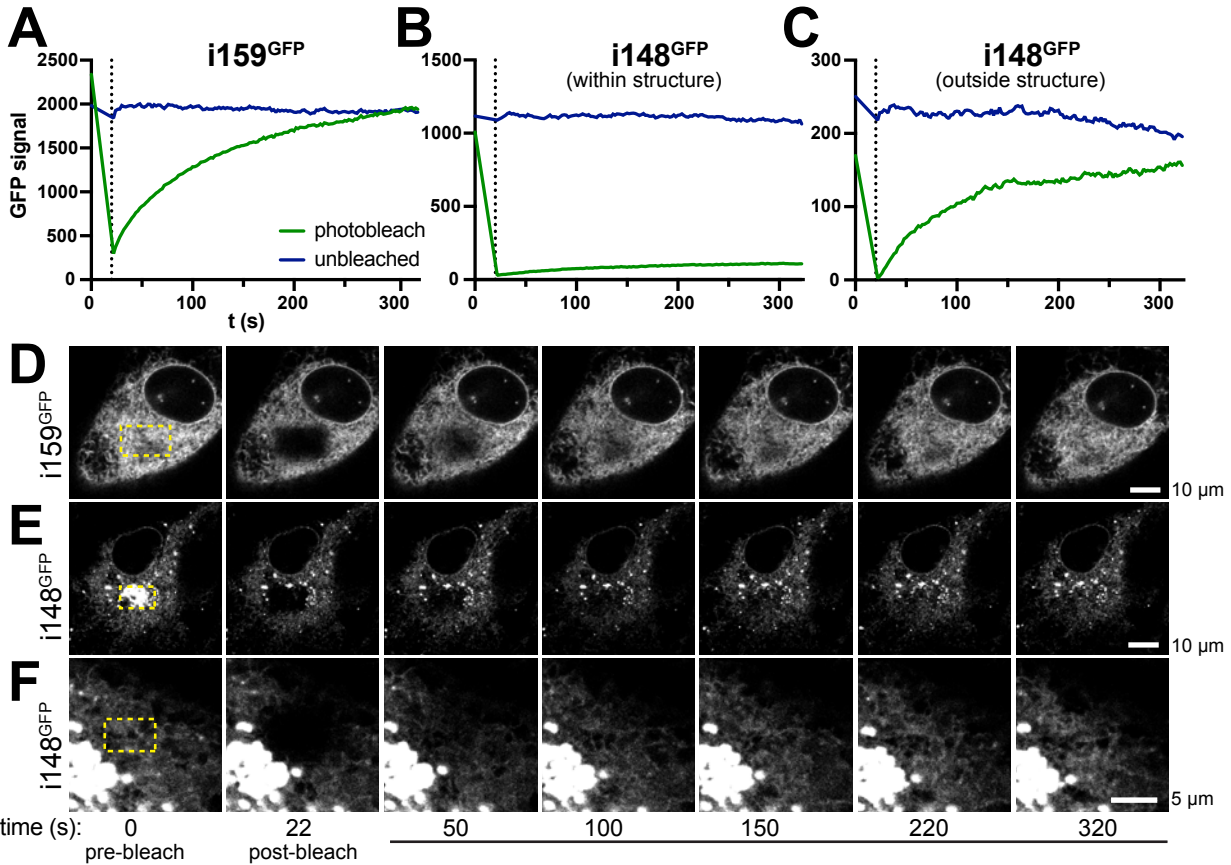 A
B
C
i159GFP
i148GFP
(within structure)
i148GFP
(outside structure)
2500
2000
1500
1000
500
0
GFP signal
photobleach
unbleached
0
100
200
300
t (s)
1500
1000
500
0
0
100
200
300
300
200
100
0
0
100
200
300
D
i159GFP
10 µm
E
i148GFP
10 µm
F
i148GFP
5 µm
time (s): 0 22 50 100 150 220 320
pre-bleach post-bleach